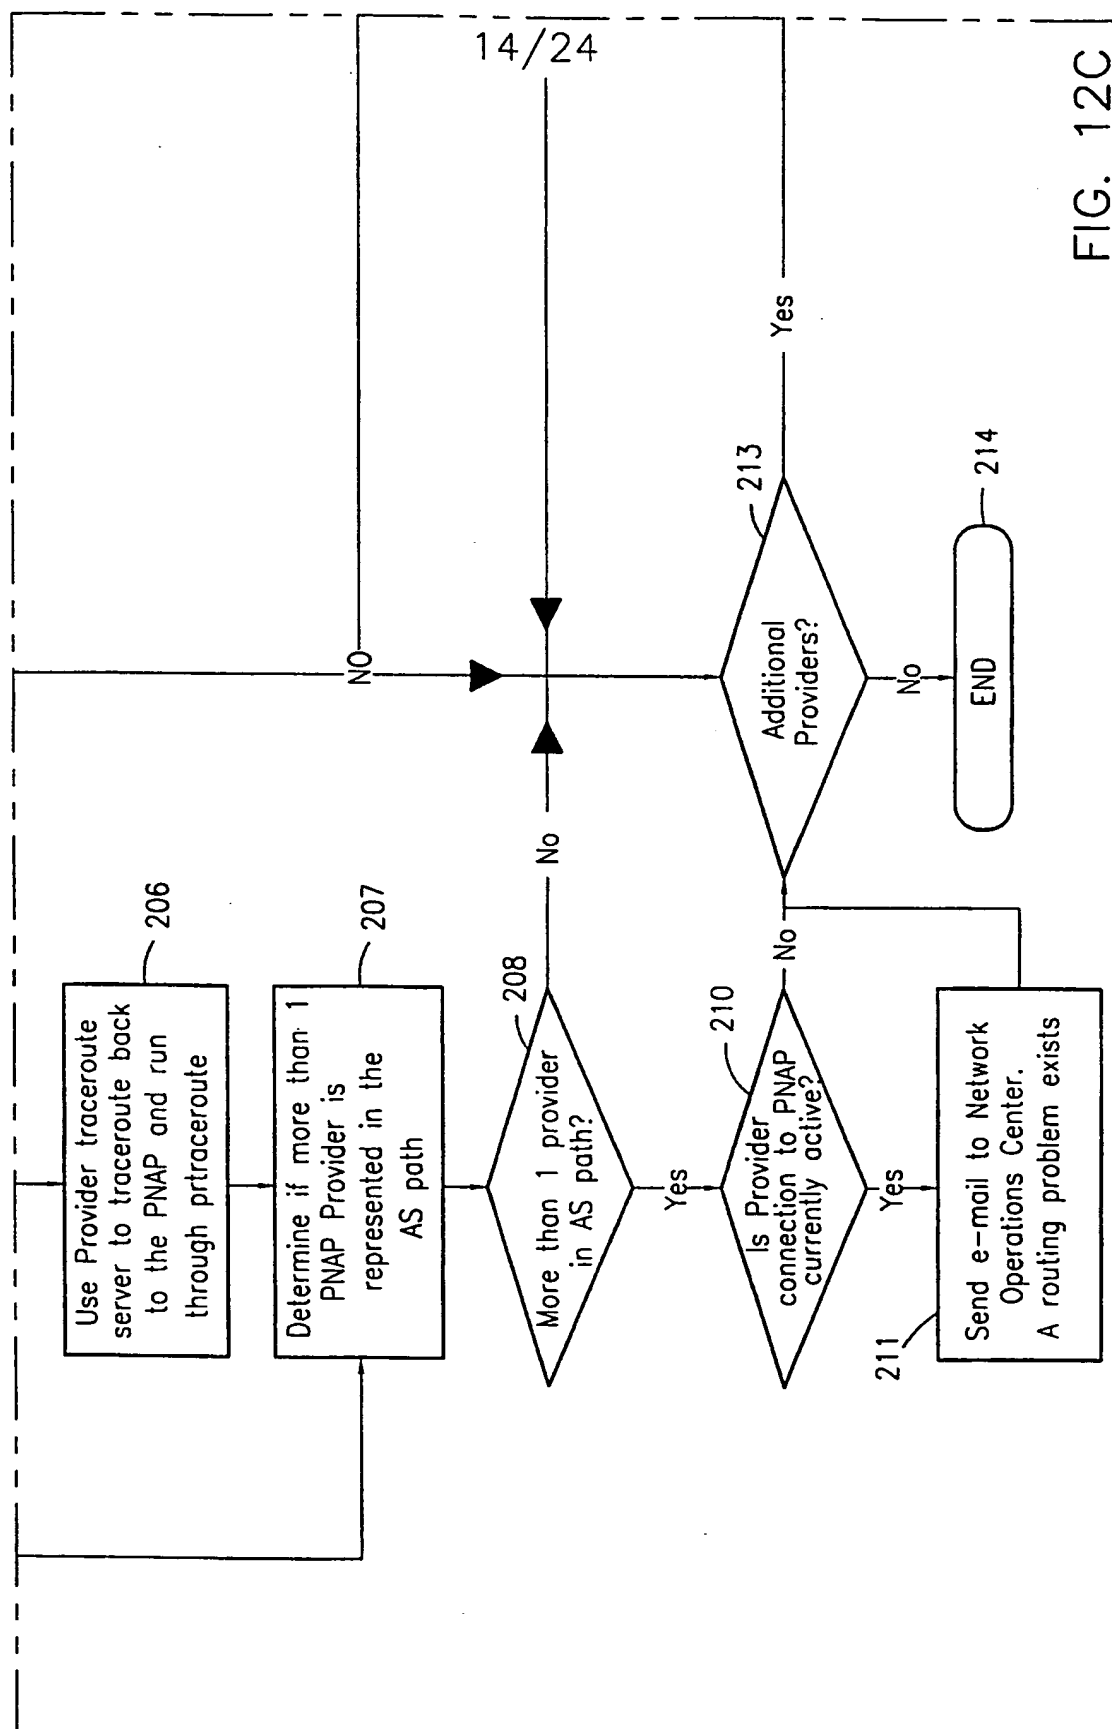 14/24
206
Use Provider traceroute
server to traceroute back
to the PNAP and run
through prtraceroute
207
Determine if more than 1
PNAP Provider is
represented in the
AS path
NO
208
More than 1 provider
in AS path?
No
Yes
210
Is Provider
connection to PNAP
currently active?
No
Yes
211
Send e-mail to Network
Operations Center.
A routing problem exists
213
Additional
Providers?
Yes
No
214
END
FIG. 12C